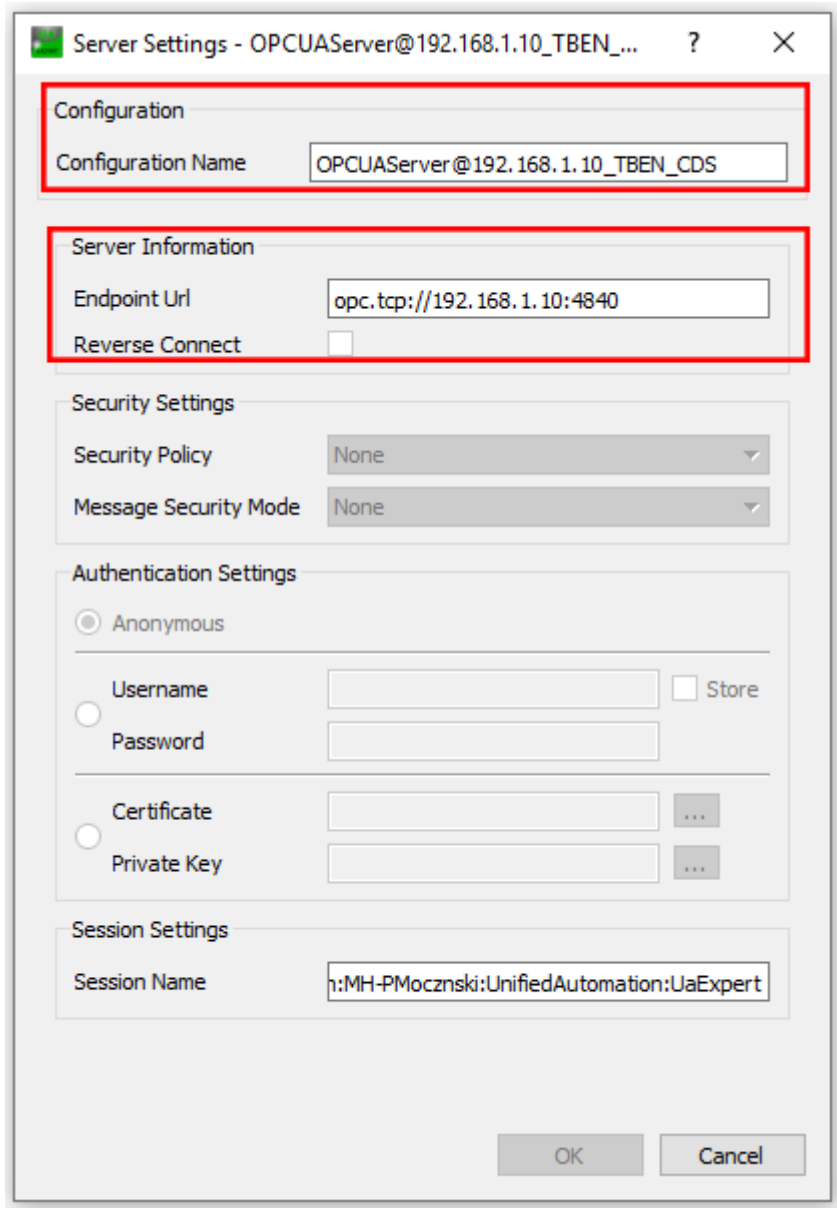 Server Settings - OPCUAServer@192.168.1.10_TBEN_... ?
Configuration
Configuration Name OPCUAServer@192.168.1.10_TBEN_CDS
Server Information
Endpoint Url opc.tcp://192.168.1.10:4840
Reverse Connect
Security Settings
Security Policy None
Message Security Mode None
Authentication Settings
Anonymous
Username Store
Password
Certificate ...
Private Key ...
Session Settings
Session Name :MH-PMocznski:UnifiedAutomation:UaExpert
OK Cancel